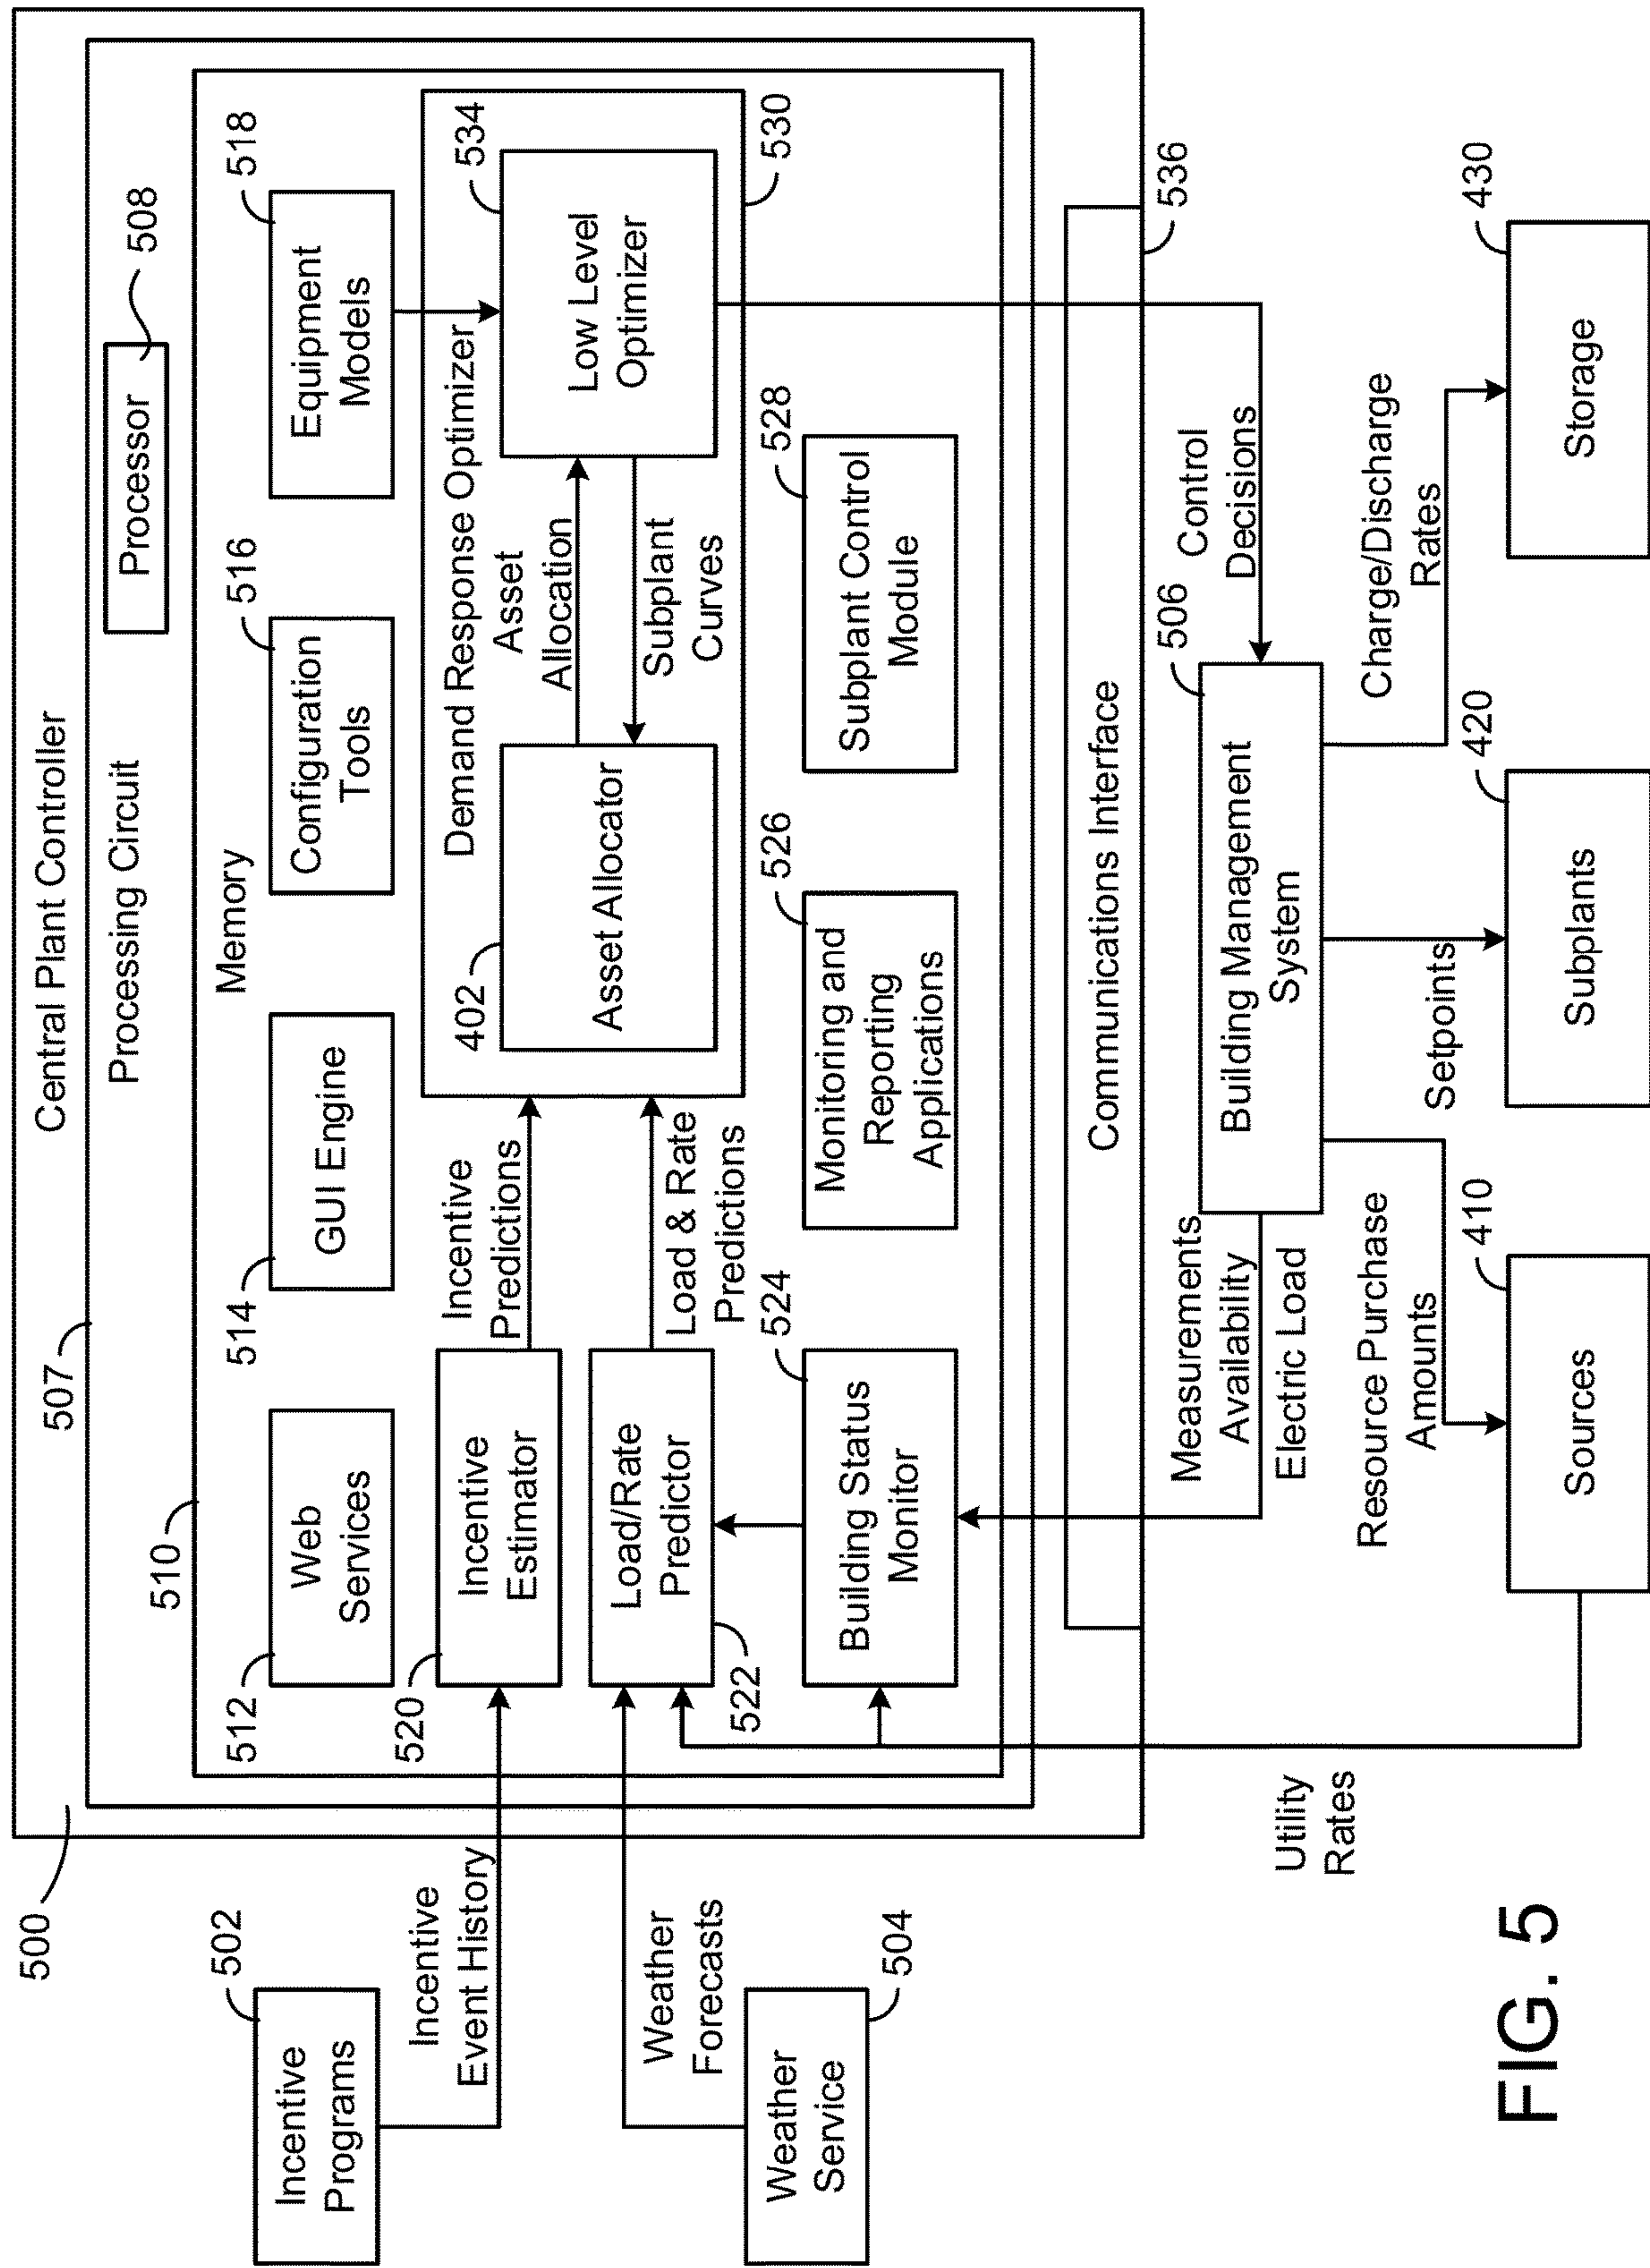 500
Central Plant Controller
507
Processing Circuit
Processor
508
510
Memory
512
Web
Services
514
GUI Engine
516
Configuration
Tools
518
Equipment
Models
502
Incentive
Programs
Incentive
Event History
520
Incentive
Estimator
Incentive
Predictions
Demand Response Optimizer
402
Asset Allocator
Asset
Allocation
Subplant
Curves
534
Low Level
Optimizer
530
Weather
Forecasts
504
Weather
Service
522
Load/Rate
Predictor
Load & Rate
Predictions
524
Building Status
Monitor
526
Monitoring and
Reporting
Applications
528
Subplant Control
Module
Communications Interface
536
Utility
Rates
Measurements
Availability
Electric Load
506
Building Management
System
Control
Decisions
Resource Purchase
Amounts
Setpoints
Charge/Discharge
Rates
410
Sources
420
Subplants
430
Storage
FIG. 5